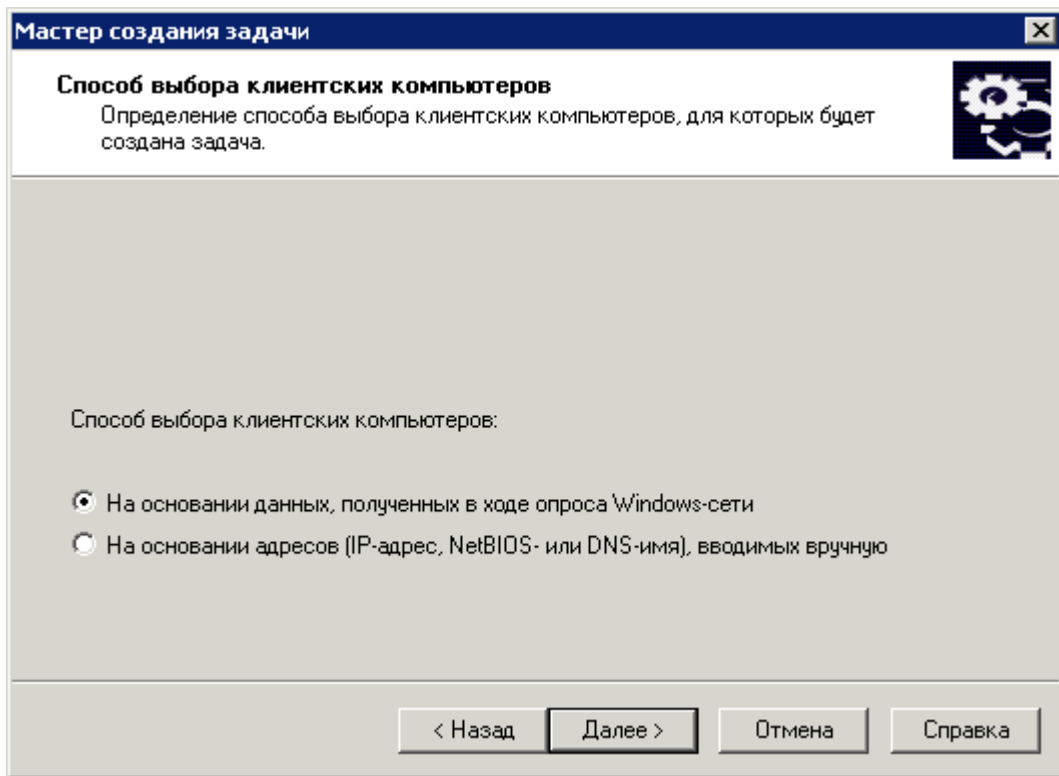 Мастер создания задачи
Способ выбора клиентских компьютеров
Определение способа выбора клиентских компьютеров, для которых будет
создана задача.
Способ выбора клиентских компьютеров:
На основании данных, полученных в ходе опроса Windows-сети
На основании адресов (IP-адрес, NetBIOS- или DNS-имя), вводимых вручную
< Назад
Далее >
Отмена
Справка